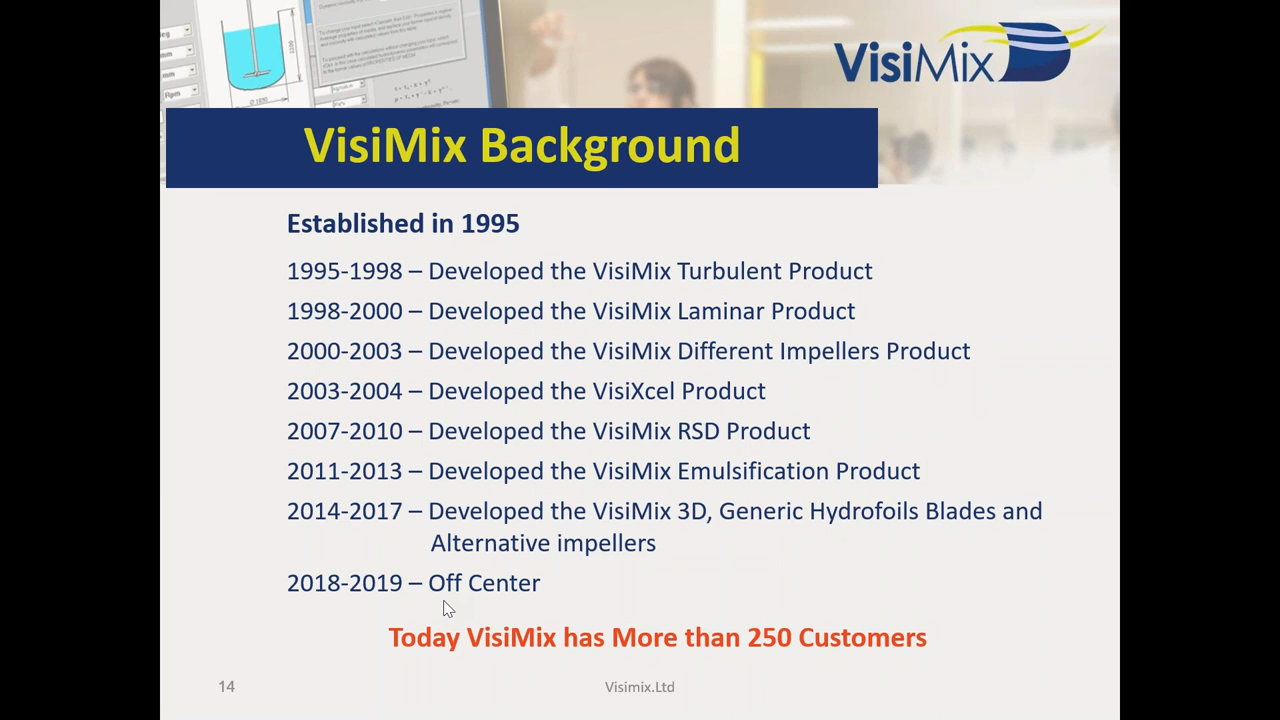 VisiMix
VisiMix Background
Established in 1995
1995-1998 – Developed the VisiMix Turbulent Product
1998-2000 – Developed the VisiMix Laminar Product
2000-2003 – Developed the VisiMix Different Impellers Product
2003-2004 – Developed the VisiXcel Product
2007-2010 – Developed the VisiMix RSD Product
2011-2013 – Developed the VisiMix Emulsification Product
2014-2017 – Developed the VisiMix 3D, Generic Hydrofoils Blades and
Alternative impellers
2018-2019 – Off Center
Today VisiMix has More than 250 Customers
14
Visimix.Ltd